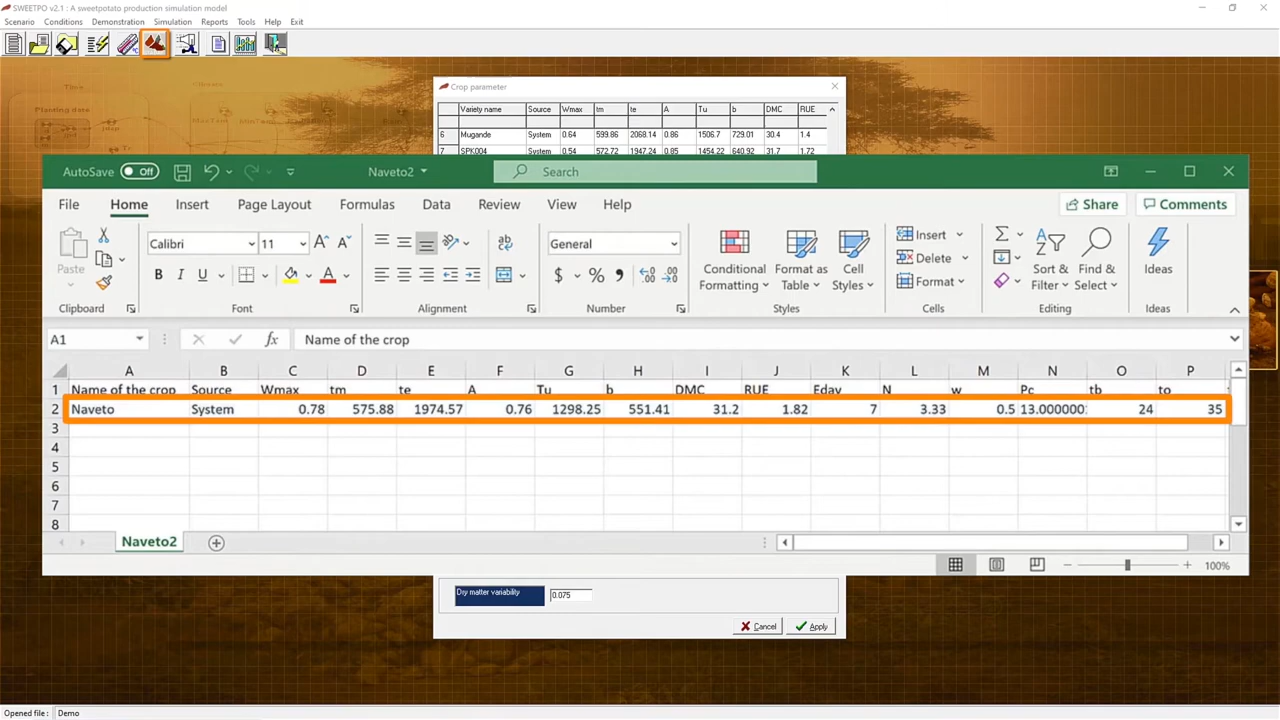 SWEETPO v2.1 : A sweetpotato production simulation model
Scenario Conditions Demonstration Simulation Reports Tools Help Exit
Climate
Planting data
Crop parameter
Variety name Source Wmax tm te A Tu b DMC RUE
6 Mugande System 0.64 599.86 2068.14 0.86 1506.7 729.01 30.4 1.4
7 SPK004 System 0.54 572.72 1947.24 0.85 1454.22 640.92 31.7 1.72
AutoSave Off Naveto2 Search
File Home Insert Page Layout Formulas Data Review View Help Share Comments
Paste Calibri 11 General Conditional Formatting Format as Table Cell Styles Insert Delete Format Sort & Filter Find & Select Ideas
Clipboard Font Alignment Number Styles Cells Editing Ideas
A1 fx Name of the crop
A B C D E F G H I J K L M N O P
1 Name of the crop Source Wmax tm te A Tu b DMC RUE Eday N w Pc tb to
2 Naveto System 0.78 575.88 1974.57 0.76 1298.25 551.41 31.2 1.82 7 3.33 0.5 13.000000 24 35
3
4
5
6
7
8
Naveto2
100%
Dry matter variability 0.075
Cancel Apply
Opened file : Demo